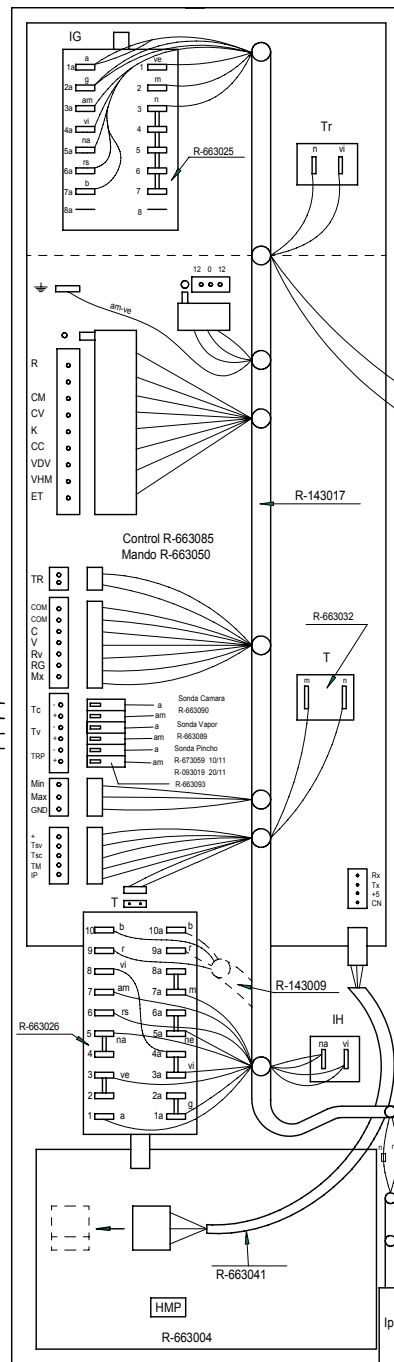 IG
a
ve
1a
1
g
m
2a
2
am
n
3a
3
vi
4a
4
na
5a
5
rs
6a
6
b
7a
7
8a
8
R-663025
Tr
n
vi
12 0 12
am-ve
R
CM
CV
K
CC
VDV
VHM
ET
R-143017
Control R-663085
Mando R-663050
TR
COM
COM
C
V
Rv
RG
Mx
R-663032
T
m
n
Tc
-
+
Tv
-
+
TRP
-
+
a
Sonda Camara
am
R-663090
a
Sonda Vapor
am
R-663089
a
Sonda Pincho
am
R-673059 10/11
R-093019 20/11
R-663093
Min
Max
GND
+
Tsv
Tsc
TM
IP
T
Rx
Tx
+5
CN
10
b
10a
b
9
r
9a
r
8
vi
8a
7
am
7a
m
6
rs
6a
5
na
5a
ne
4
4a
3
ve
3a
vi
2
2a
1
a
1a
g
R-663026
R-143009
IH
na
vi
n
R-663041
HMP
R-663004
Ip